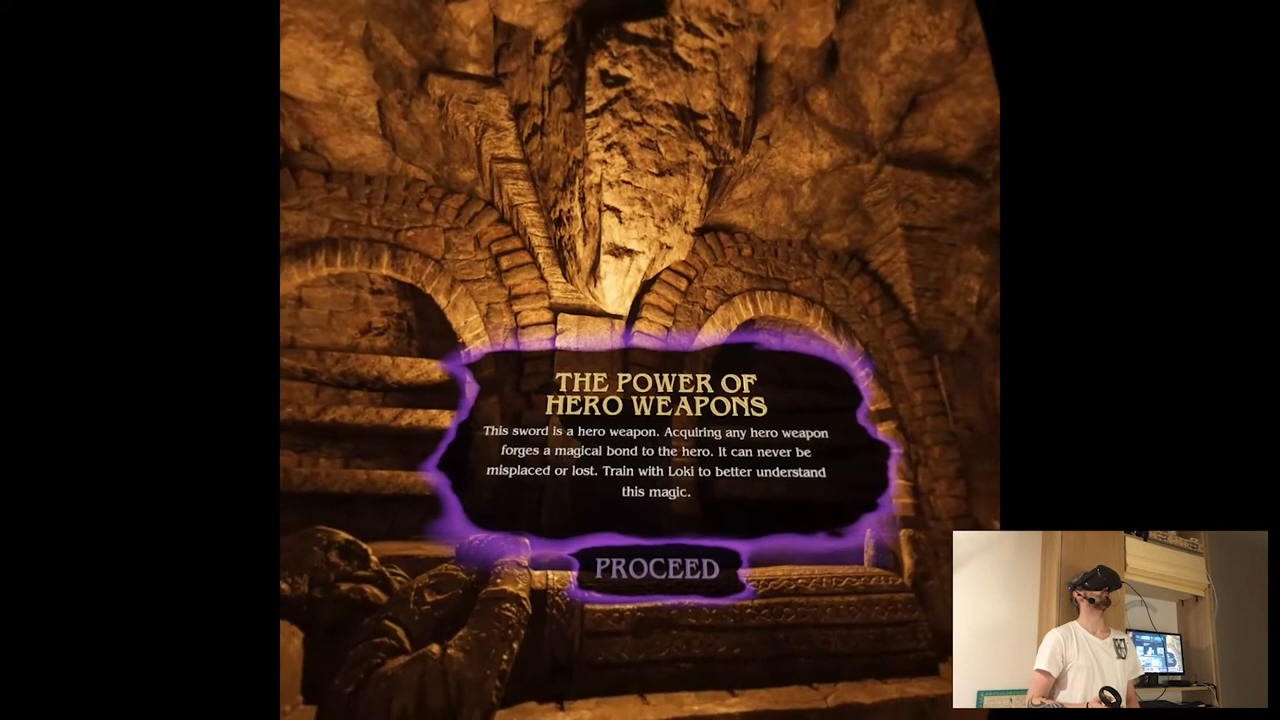 THE POWER OF
HERO WEAPONS
This sword is a hero weapon. Acquiring any hero weapon
forges a magical bond to the hero. It can never be
misplaced or lost. Train with Loki to better understand
this magic.
PROCEED